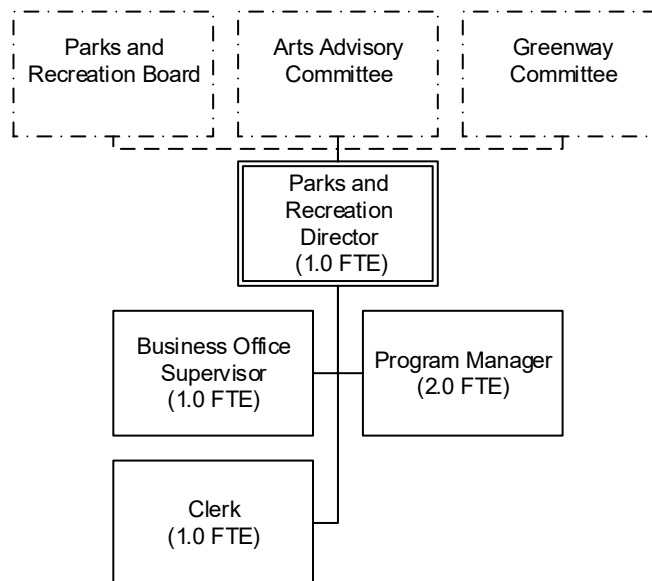 Parks and
Recreation Board
Arts Advisory
Committee
Greenway
Committee
Parks and
Recreation
Director
(1.0 FTE)
Business Office
Supervisor
(1.0 FTE)
Program Manager
(2.0 FTE)
Clerk
(1.0 FTE)